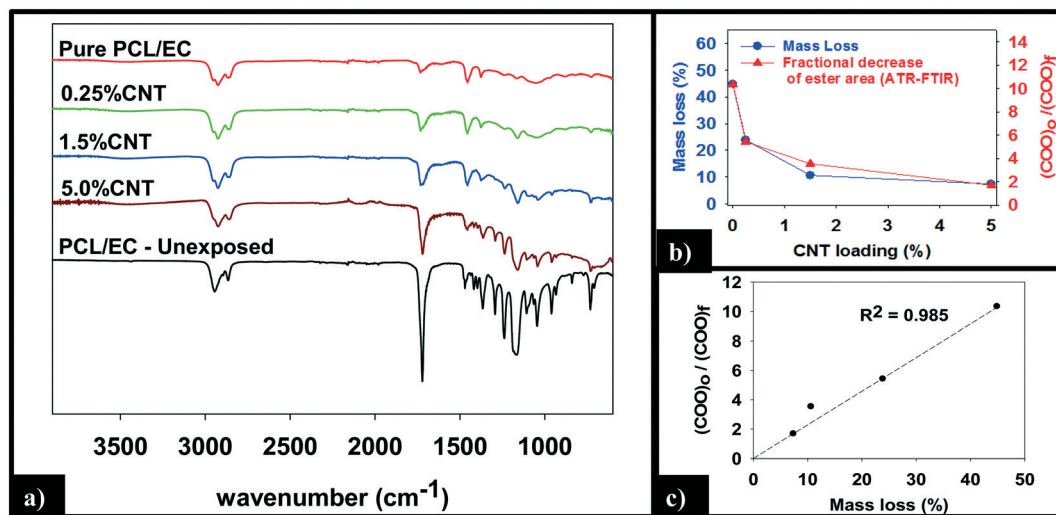 Pure PCL/EC
0.25%CNT
1.5%CNT
5.0%CNT
PCL/EC - Unexposed
3500 3000 2500 2000 1500 1000
wavenumber (cm-1)
a)
60
50
40
30
20
10
0
Mass loss (%)
Mass Loss
Fractional decrease
of ester area (ATR-FTIR)
14
12
10
8
6
4
2
0
(COO)o/(COO)f
0 1 2 3 4 5
CNT loading (%)
b)
12
10
8
6
4
2
0
(COO)o / (COO)f
R2 = 0.985
0 10 20 30 40 50
Mass loss (%)
c)